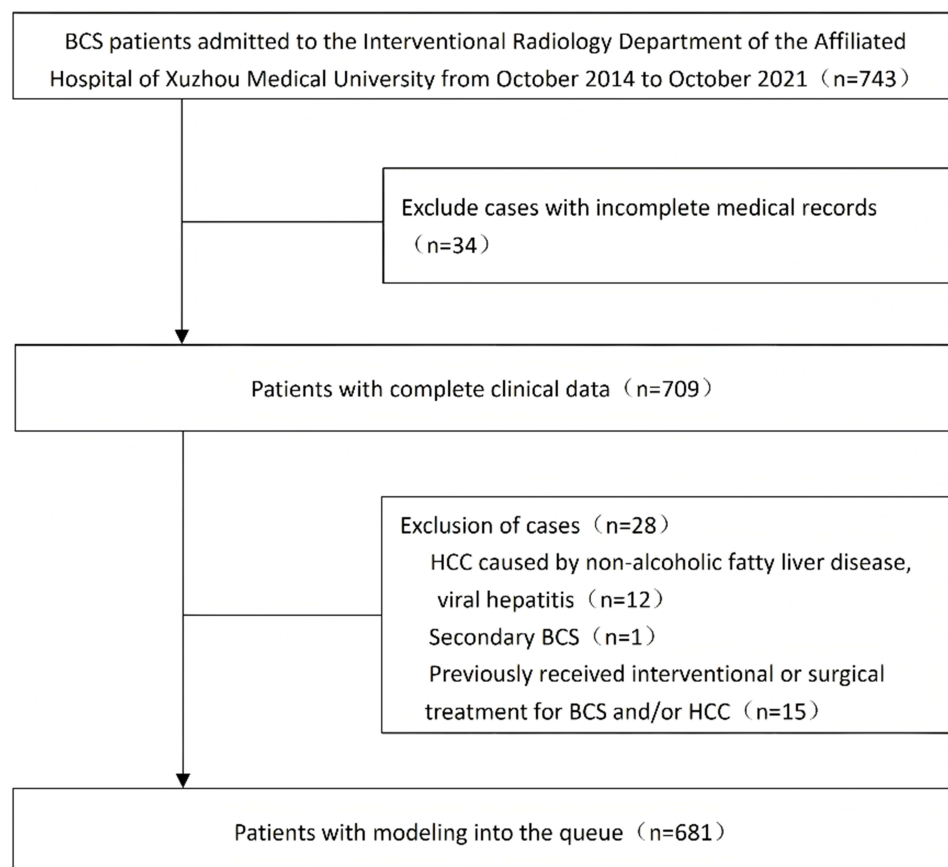 BCS patients admitted to the Interventional Radiology Department of the Affiliated
Hospital of Xuzhou Medical University from October 2014 to October 2021（n=743）
Exclude cases with incomplete medical records
（n=34）
Patients with complete clinical data（n=709）
Exclusion of cases（n=28）
HCC caused by non-alcoholic fatty liver disease,
viral hepatitis（n=12）
Secondary BCS（n=1）
Previously received interventional or surgical
treatment for BCS and/or HCC（n=15）
Patients with modeling into the queue（n=681）